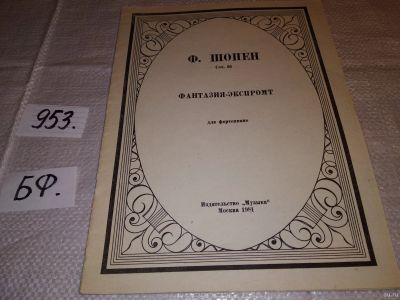 953.
БФ.
Ф. ШОПЕН
Соч. 66
ФАНТАЗИЯ-ЭКСПРОМТ
для фортепиано
Издательство „Музыка“
Москва 1981